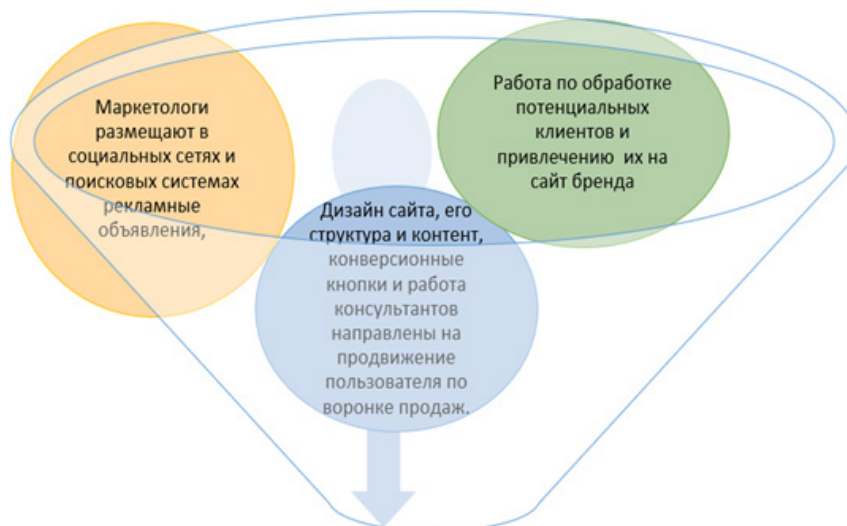 Маркетологи
размещают в
социальных сетях и
поисковых системах
рекламные
объявления,
Работа по обработке
потенциальных
клиентов и
привлечению их на
сайт бренда
Дизайн сайта, его
структура и контент,
конверсионные
кнопки и работа
консультантов
направлены на
продвижение
пользователя по
воронке продаж.